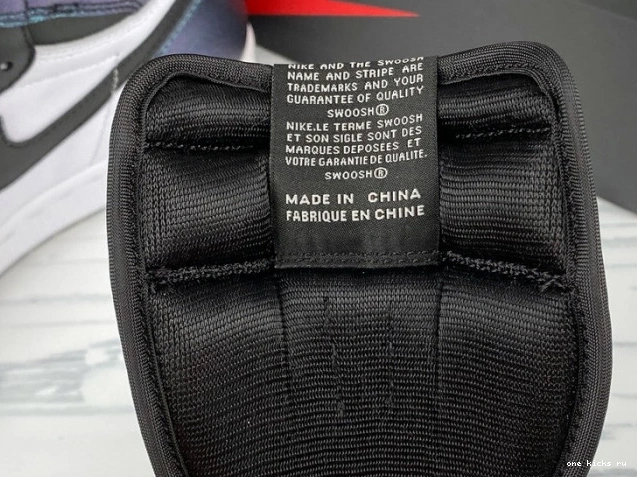 NIKE AND THE SWOOSH
NAME AND STRIPE ARE
TRADEMARKS AND YOUR
GUARANTEE OF QUALITY
SWOOSH®
NIKE.LE TERME SWOOSH
ET SON SIGLE SONT DES
MARQUES DEPOSEES ET
VOTRE GARANTIE DE QUALITE.
SWOOSH®
MADE IN CHINA
FABRIQUE EN CHINE
one kicks ru